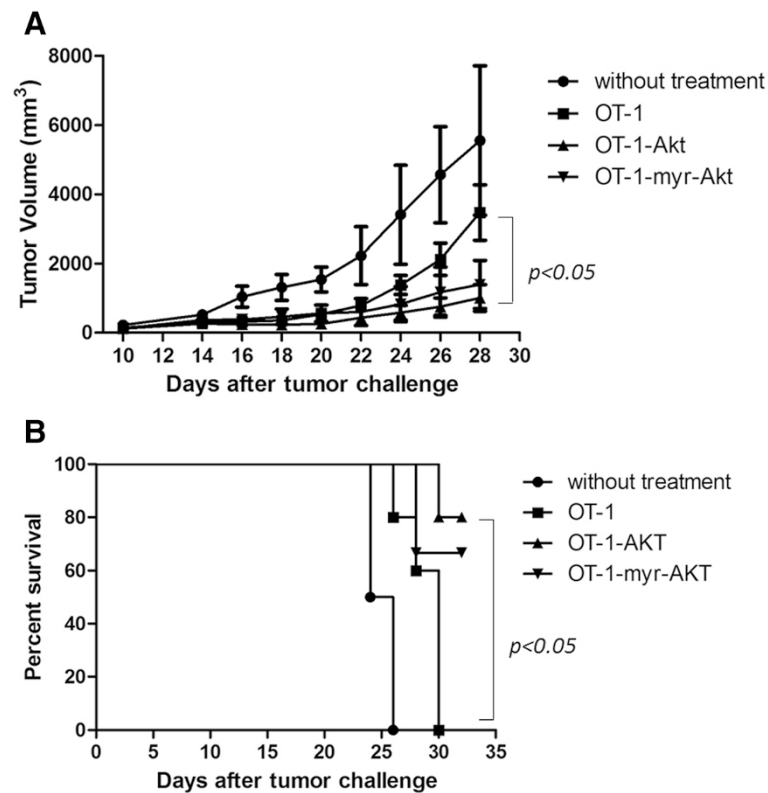 A
Tumor Volume (mm³)
8000
6000
4000
2000
0
10 12 14 16 18 20 22 24 26 28 30
Days after tumor challenge
without treatment
OT-1
OT-1-Akt
OT-1-myr-Akt
p<0.05
B
Percent survival
100
80
60
40
20
0
0 5 10 15 20 25 30 35
Days after tumor challenge
without treatment
OT-1
OT-1-AKT
OT-1-myr-AKT
p<0.05